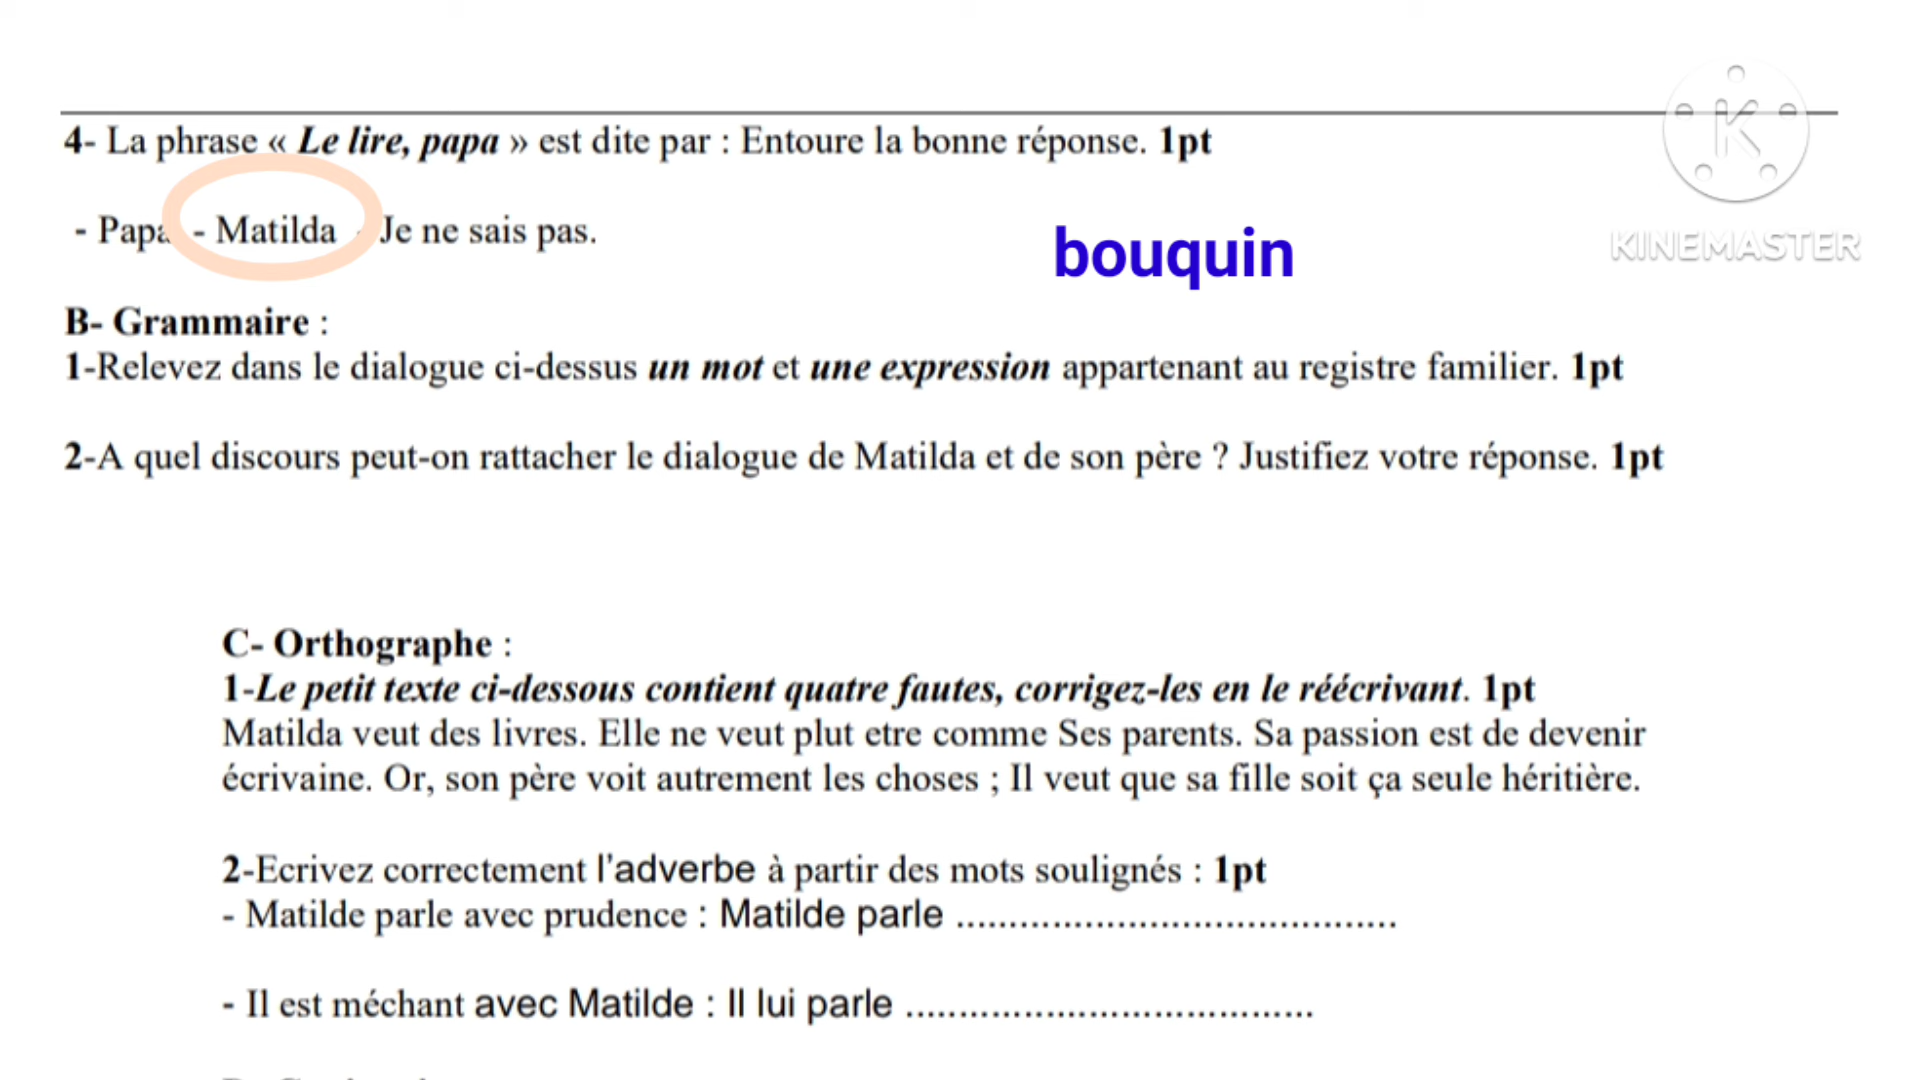 4- La phrase « Le lire, papa » est dite par : Entoure la bonne réponse. 1pt
- Papa - Matilda - Je ne sais pas.
bouquin
KINEMASTER
B- Grammaire :
1-Relevez dans le dialogue ci-dessus un mot et une expression appartenant au registre familier. 1pt
2-A quel discours peut-on rattacher le dialogue de Matilda et de son père ? Justifiez votre réponse. 1pt
C- Orthographe :
1-Le petit texte ci-dessous contient quatre fautes, corrigez-les en le réécrivant. 1pt
Matilda veut des livres. Elle ne veut plut etre comme Ses parents. Sa passion est de devenir
écrivaine. Or, son père voit autrement les choses ; Il veut que sa fille soit ça seule héritière.
2-Ecrivez correctement l'adverbe à partir des mots soulignés : 1pt
- Matilde parle avec prudence : Matilde parle ..........................................
- Il est méchant avec Matilde : Il lui parle .......................................